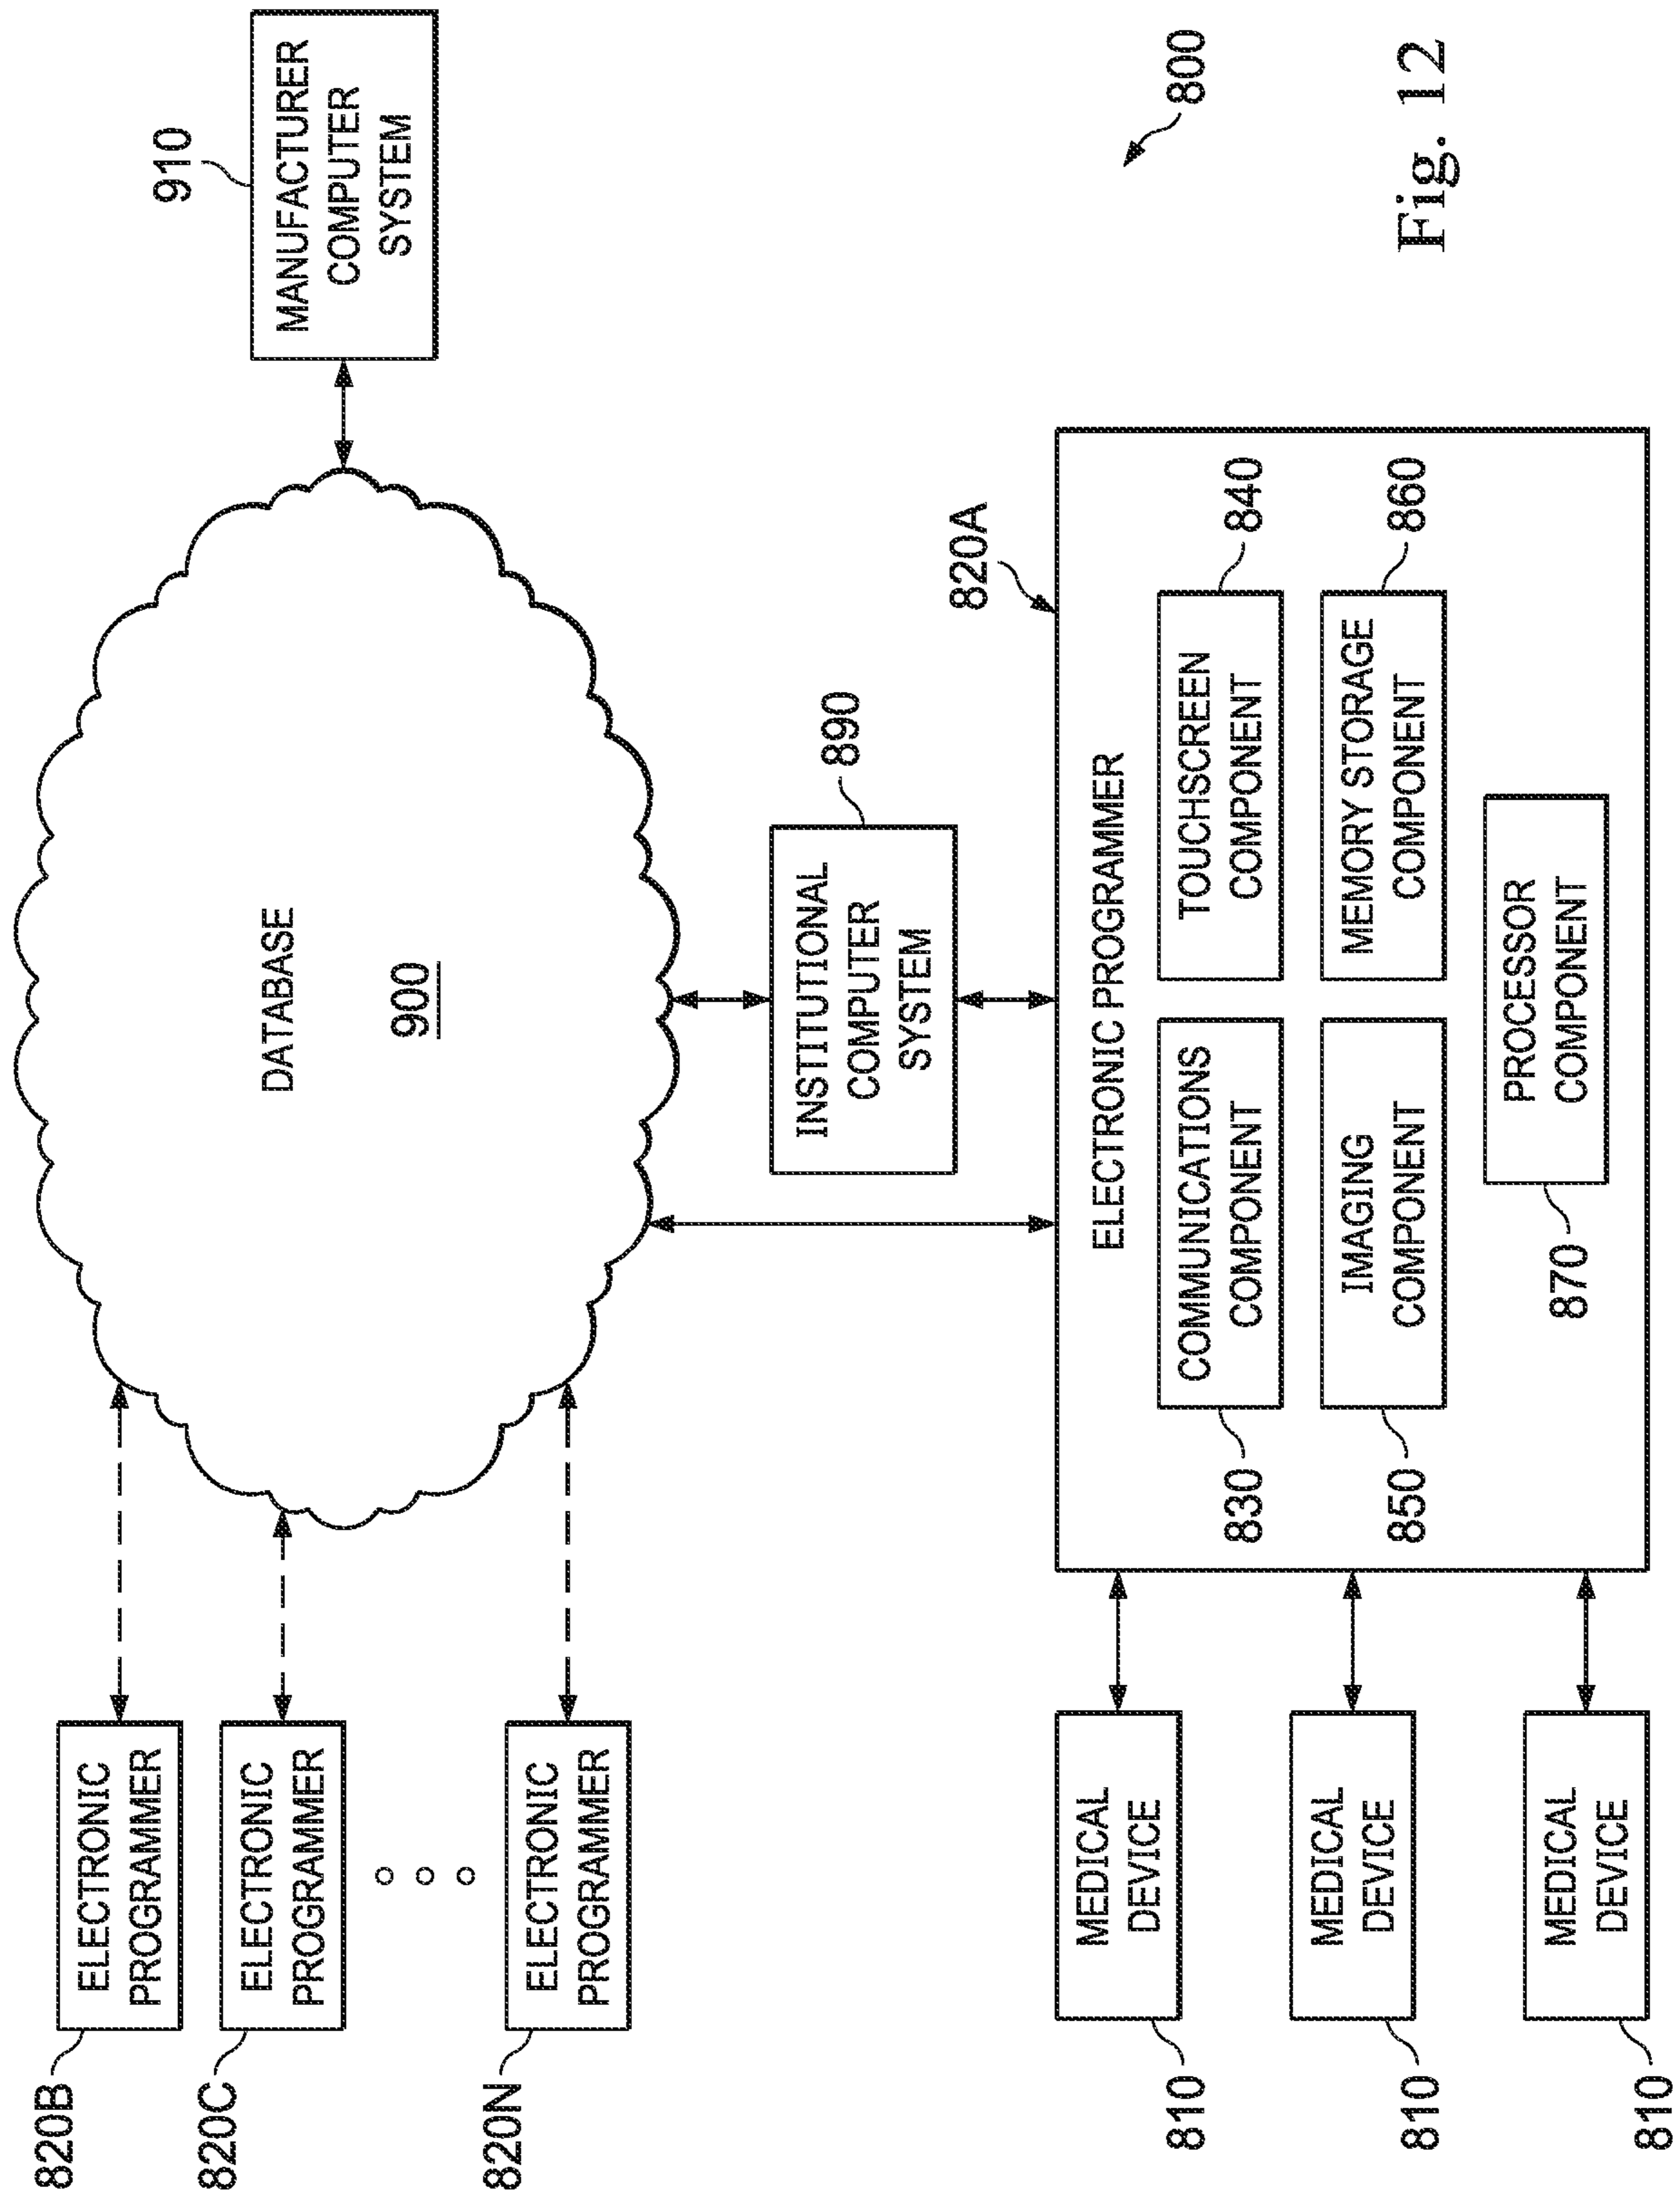 820B
ELECTRONIC
PROGRAMMER
820C
ELECTRONIC
PROGRAMMER
820N
ELECTRONIC
PROGRAMMER
DATABASE
900
910
MANUFACTURER
COMPUTER
SYSTEM
INSTITUTIONAL
COMPUTER
SYSTEM
890
820A
ELECTRONIC PROGRAMMER
830
COMMUNICATIONS
COMPONENT
TOUCHSCREEN
COMPONENT
840
850
IMAGING
COMPONENT
MEMORY STORAGE
COMPONENT
860
870
PROCESSOR
COMPONENT
810
MEDICAL
DEVICE
810
MEDICAL
DEVICE
810
MEDICAL
DEVICE
800
Fig. 12